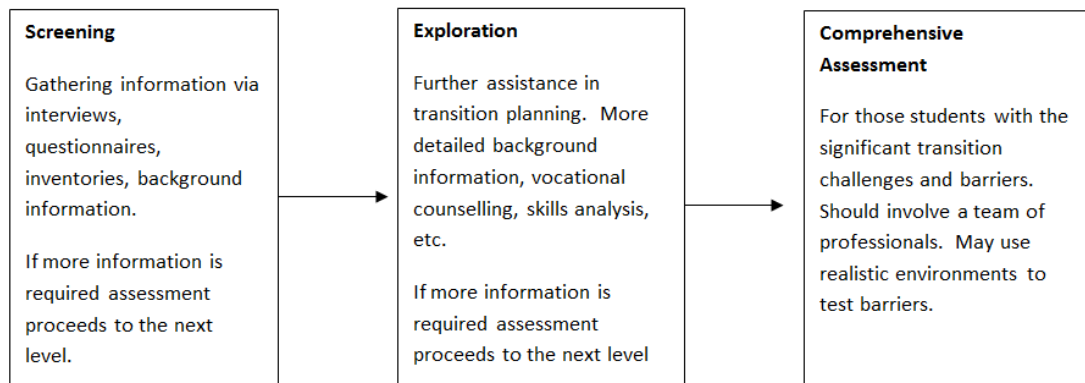 Screening
Gathering information via
interviews,
questionnaires,
inventories, background
information.
If more information is
required assessment
proceeds to the next
level.
Exploration
Further assistance in
transition planning. More
detailed background
information, vocational
counselling, skills analysis,
etc.
If more information is
required assessment
proceeds to the next level
Comprehensive
Assessment
For those students with the
significant transition
challenges and barriers.
Should involve a team of
professionals. May use
realistic environments to
test barriers.